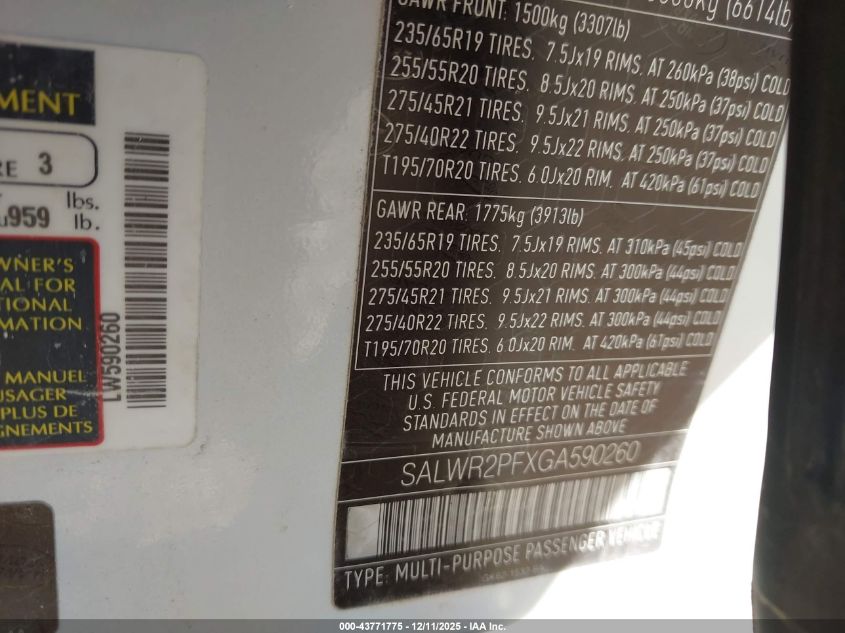 MENT
RE 3
lbs.
959 lb.
WNER'S
AL FOR
TIONAL
RMATION
MANUEL
USAGER
PLUS DE
GNEMENTS
LW590260
(6614lb)
GAWR FRONT: 1500kg (3307lb)
235/65R19 TIRES. 7.5Jx19 RIMS. AT 260kPa (38psi) COLD
255/55R20 TIRES. 8.5Jx20 RIMS. AT 250kPa (37psi) COLD
275/45R21 TIRES. 9.5Jx21 RIMS. AT 250kPa (37psi) COLD
275/40R22 TIRES. 9.5Jx22 RIMS. AT 250kPa (37psi) COLD
T195/70R20 TIRES. 6.0Jx20 RIM. AT 420kPa (61psi) COLD
GAWR REAR: 1775kg (3913lb)
235/65R19 TIRES. 7.5Jx19 RIMS. AT 310kPa (45psi) COLD
255/55R20 TIRES. 8.5Jx20 RIMS. AT 300kPa (44psi) COLD
275/45R21 TIRES. 9.5Jx21 RIMS. AT 300kPa (44psi) COLD
275/40R22 TIRES. 9.5Jx22 RIMS. AT 300kPa (44psi) COLD
T195/70R20 TIRES. 6.0Jx20 RIM. AT 420kPa (61psi) COLD
THIS VEHICLE CONFORMS TO ALL APPLICABLE
U.S. FEDERAL MOTOR VEHICLE SAFETY
STANDARDS IN EFFECT ON THE DATE OF
MANUFACTURE SHOWN ABOVE
SALWR2PFXGA590260
TYPE: MULTI-PURPOSE PASSENGER VEHICLE
000-43771775 - 12/11/2025 - IAA Inc.